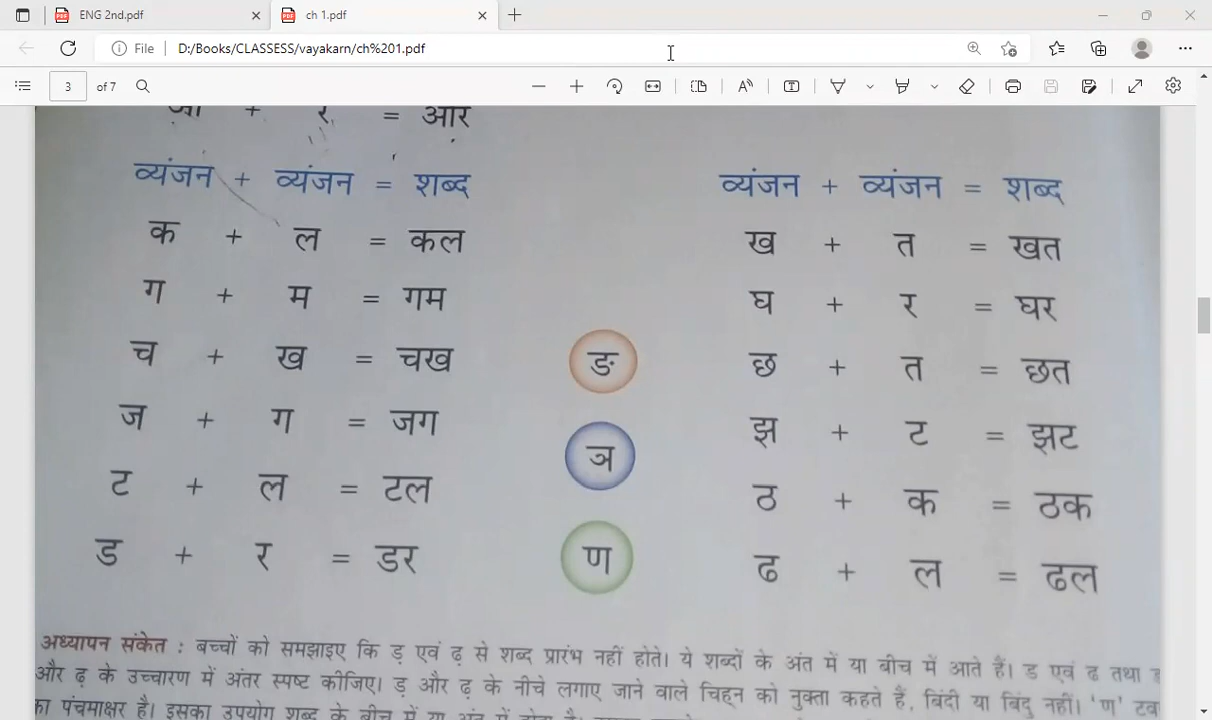 ENG 2nd.pdf
ch 1.pdf
File D:/Books/CLASSESS/vayakarn/ch%201.pdf
3 of 7
+ = आर
व्यंजन + व्यंजन = शब्द
क + ल = कल
ग + म = गम
च + ख = चख
ज + ग = जग
ट + ल = टल
ड + र = डर
ङ
ञ
ण
व्यंजन + व्यंजन = शब्द
ख + त = खत
घ + र = घर
छ + त = छत
झ + ट = झट
ठ + क = ठक
ढ + ल = ढल
अध्यापन संकेत : बच्चों को समझाइए कि ड़ एवं ढ़ से शब्द प्रारंभ नहीं होते। ये शब्दों के अंत में या बीच में आते हैं। ड एवं ढ तथा
और ढ़ के उच्चारण में अंतर स्पष्ट कीजिए। ड़ और ढ़ के नीचे लगाए जाने वाले चिह्न को नुक्ता कहते हैं, बिंदी या बिंदु नहीं। 'ण'
का पंचमाक्षर है। इसका उपयोग शब्द के बीच में या अंत में होता है।